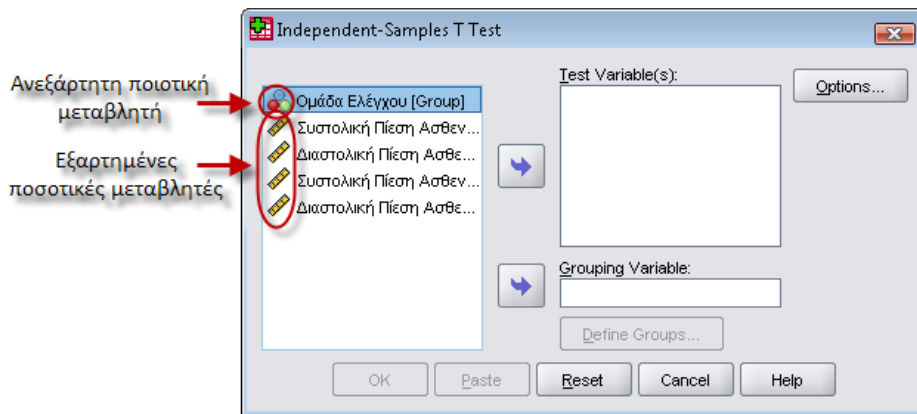 Independent-Samples T Test
Ανεξάρτητη ποιοτική
μεταβλητή
Εξαρτημένες
ποσοτικές μεταβλητές
Ομάδα Ελέγχου [Group]
Συστολική Πίεση Ασθεν...
Διαστολική Πίεση Ασθε...
Συστολική Πίεση Ασθεν...
Διαστολική Πίεση Ασθε...
Test Variable(s):
Options...
Grouping Variable:
Define Groups...
OK
Paste
Reset
Cancel
Help